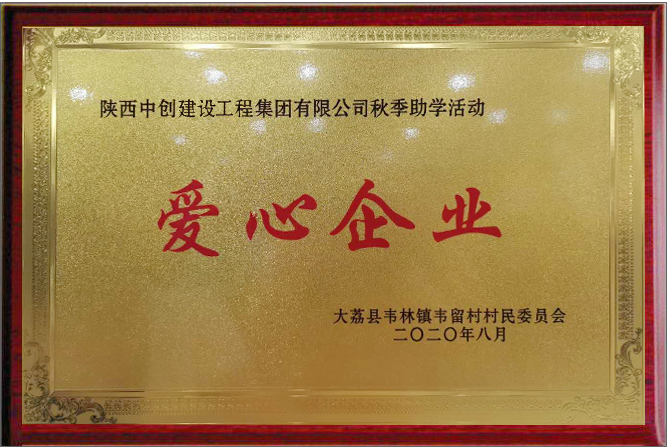 陕西中创建设工程集团有限公司秋季助学活动
爱心企业
大荔县韦林镇韦留村村民委员会
二〇二〇年八月